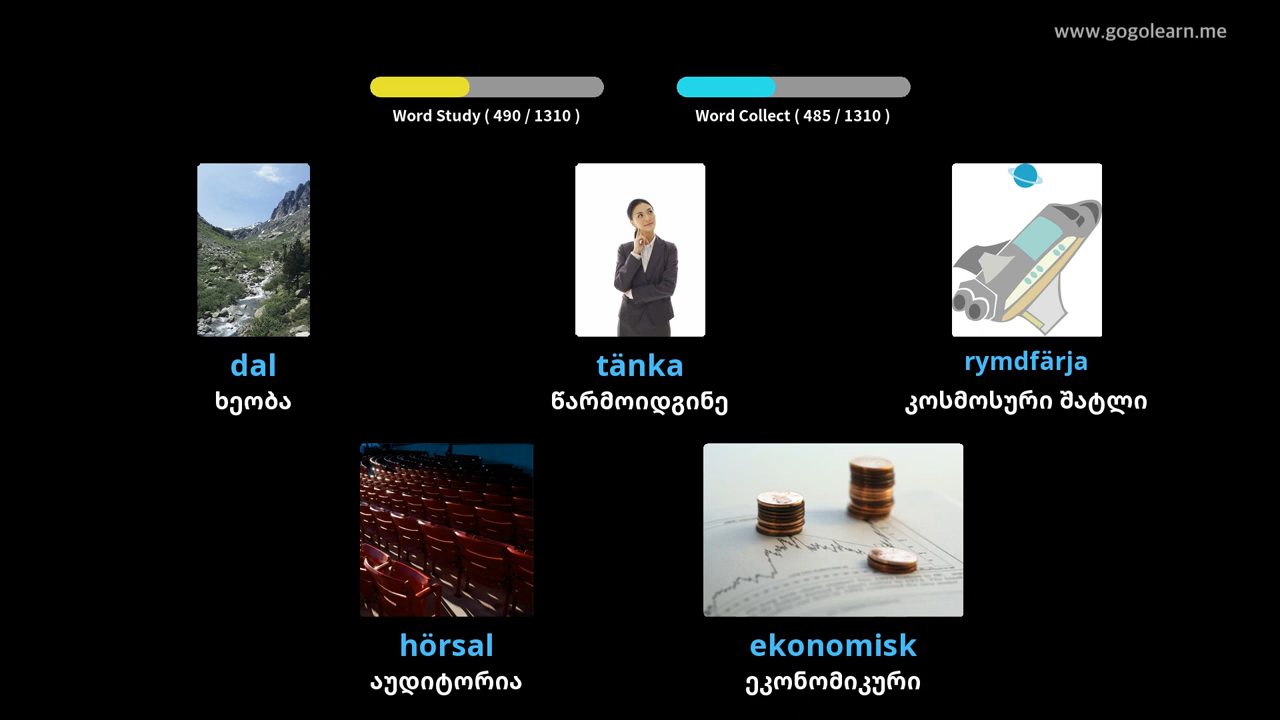 www.gogolearn.me
Word Study ( 490 / 1310 )
Word Collect ( 485 / 1310 )
dal
ხეობა
tänka
წარმოიდგინე
rymdfärja
კოსმოსური შატლი
hörsal
აუდიტორია
ekonomisk
ეკონომიკური